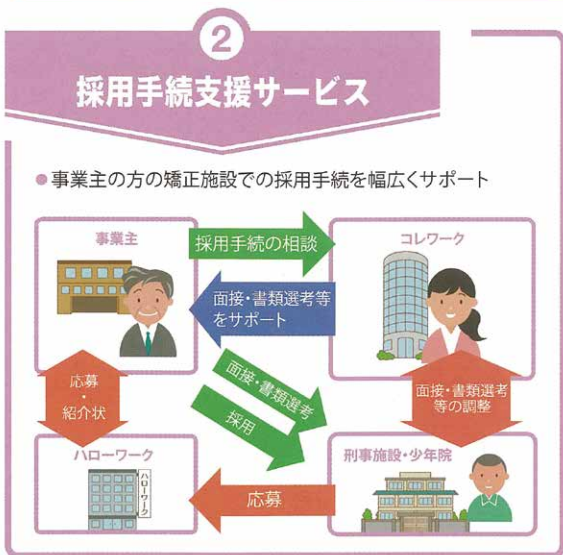 2
採用手続支援サービス
●事業主の方の矯正施設での採用手続を幅広くサポート
事業主
採用手続の相談
コレワーク
面接・書類選考等
をサポート
応募
・
紹介状
面接・書類選考
採用
面接・書類選考
等の調整
ハローワーク
ハローワーク
応募
刑事施設・少年院